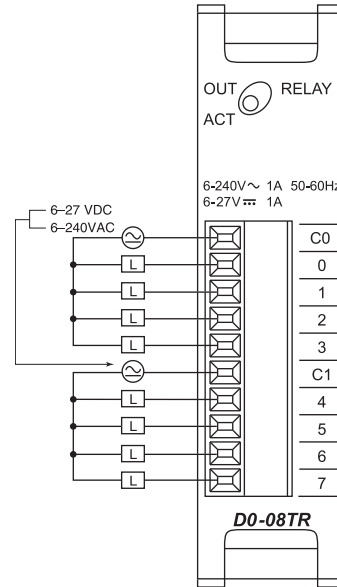 OUT RELAY
ACT
6-240V∼ 1A 50-60Hz
6-27V⎓ 1A
6–27 VDC
6–240VAC
C0
L 0
L 1
L 2
L 3
C1
L 4
L 5
L 6
L 7
D0-08TR